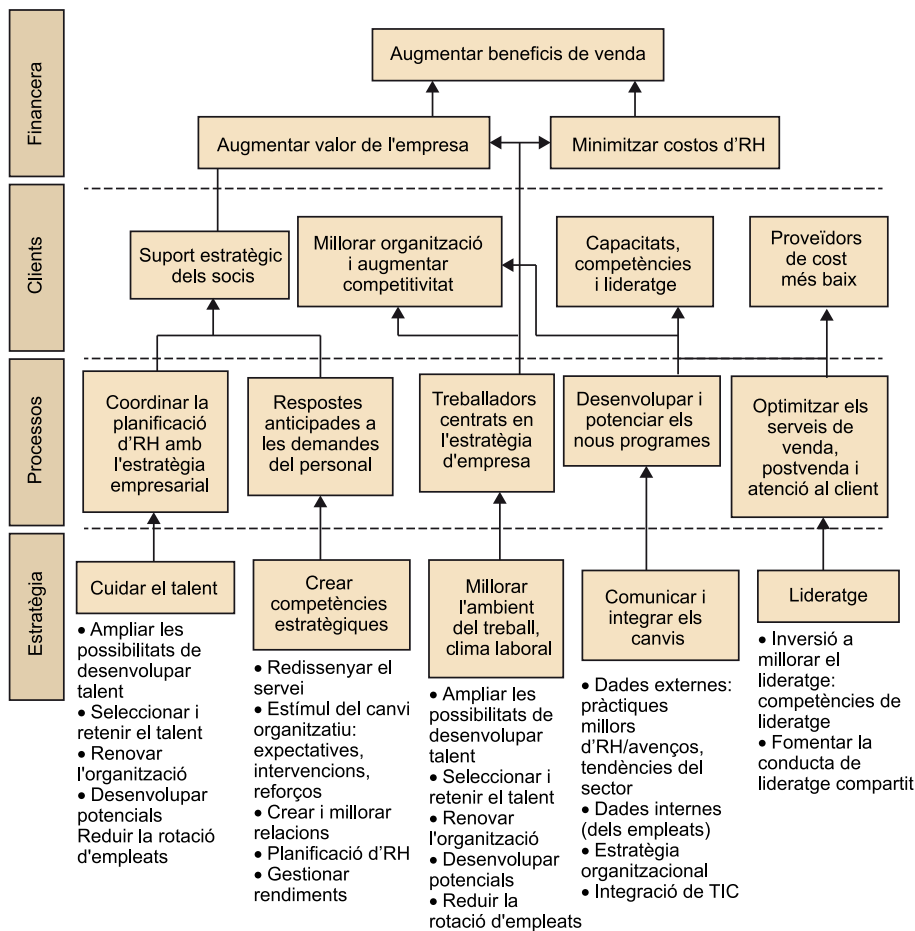 Financera
Augmentar beneficis de venda
Augmentar valor de l'empresa
Minimitzar costos d'RH
Clients
Suport estratègic
dels socis
Millorar organització
i augmentar
competitivitat
Capacitats,
competències
i lideratge
Proveïdors
de cost
més baix
Processos
Coordinar la
planificació
d'RH amb
l'estratègia
empresarial
Respostes
anticipades a
les demandes
del personal
Treballadors
centrats en
l'estratègia
d'empresa
Desenvolupar i
potenciar els
nous programes
Optimitzar els
serveis de
venda,
postvenda i
atenció al client
Estratègia
Cuidar el talent
• Ampliar les
possibilitats de
desenvolupar
talent
• Seleccionar i
retenir el talent
• Renovar
l'organització
• Desenvolupar
potencials
Reduir la rotació
d'empleats
Crear
competències
estratègiques
• Redissenyar el
servei
• Estímul del canvi
organitzatiu:
expectatives,
intervencions,
reforços
• Crear i millorar
relacions
• Planificació d'RH
• Gestionar
rendiments
Millorar
l'ambient
del treball,
clima laboral
• Ampliar les
possibilitats de
desenvolupar
talent
• Seleccionar i
retenir el talent
• Renovar
l'organització
• Desenvolupar
potencials
• Reduir la
rotació d'empleats
Comunicar i
integrar els
canvis
• Dades externes:
pràctiques
millors
d'RH/avenços,
tendències del
sector
• Dades internes
(dels empleats)
• Estratègia
organitzacional
• Integració de TIC
Lideratge
• Inversió a
millorar el
lideratge:
competències
de lideratge
• Fomentar la
conducta de
lideratge compartit